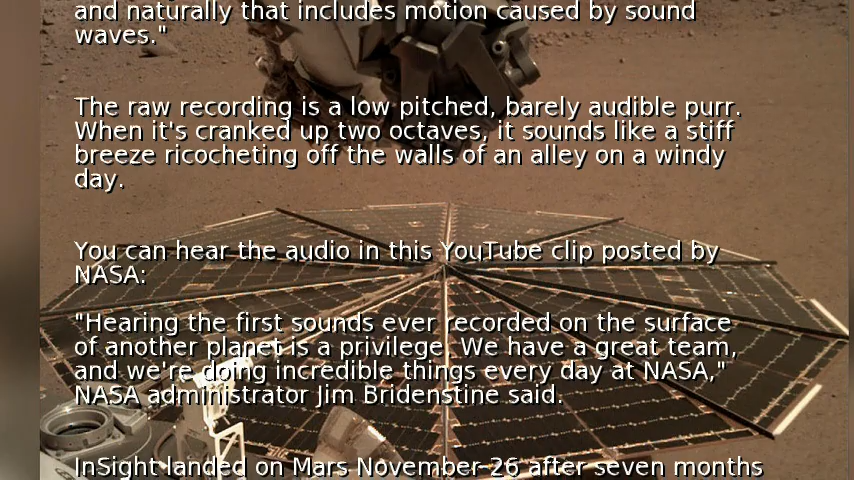 and naturally that includes motion caused by sound
waves."
The raw recording is a low pitched, barely audible purr.
When it's cranked up two octaves, it sounds like a stiff
breeze ricocheting off the walls of an alley on a windy
day.
You can hear the audio in this YouTube clip posted by
NASA:
"Hearing the first sounds ever recorded on the surface
of another planet is a privilege. We have a great team,
and we're doing incredible things every day at NASA,"
NASA administrator Jim Bridenstine said.
InSight landed on Mars November 26 after seven months